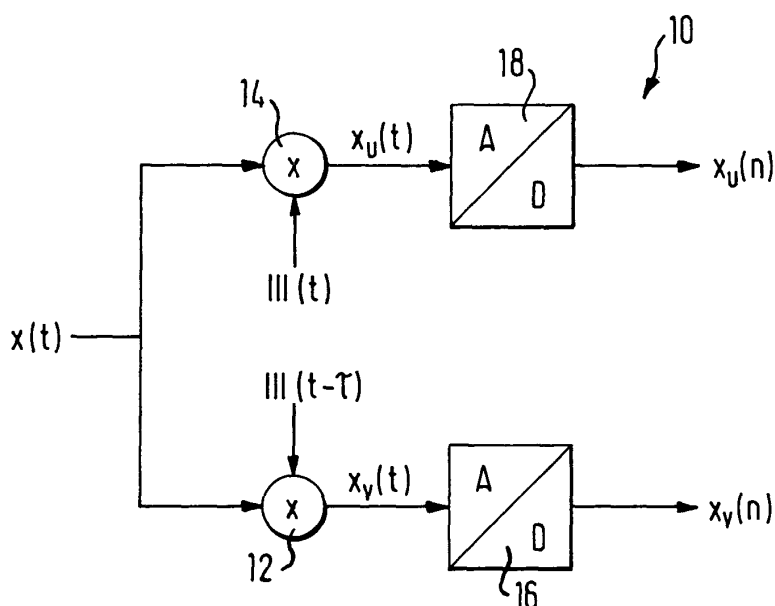 10
14
18
x_u(t)
A
X
D
x_u(n)
III(t)
x(t)
III(t-τ)
x_v(t)
A
X
D
x_v(n)
12
16